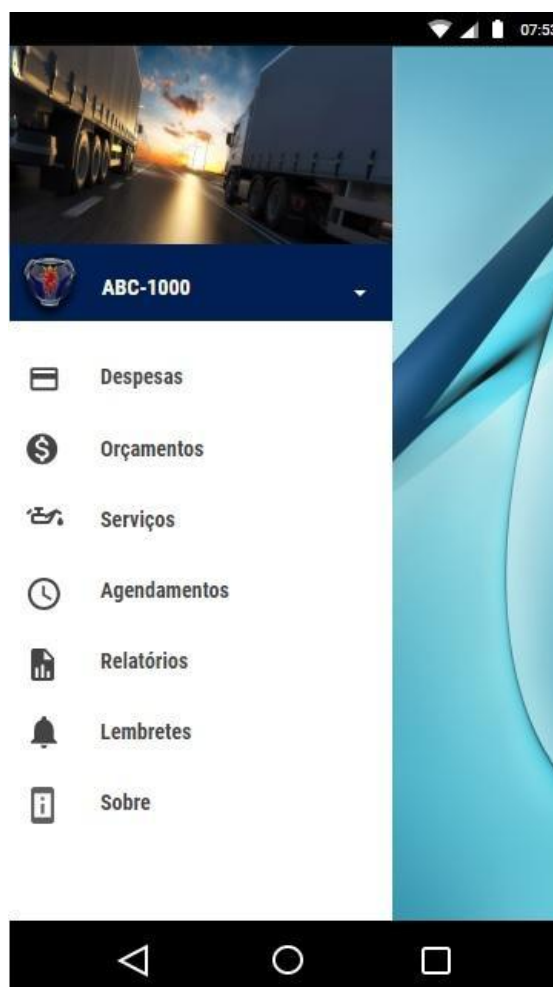 07:53
ABC-1000
Despesas
Orçamentos
Serviços
Agendamentos
Relatórios
Lembretes
Sobre